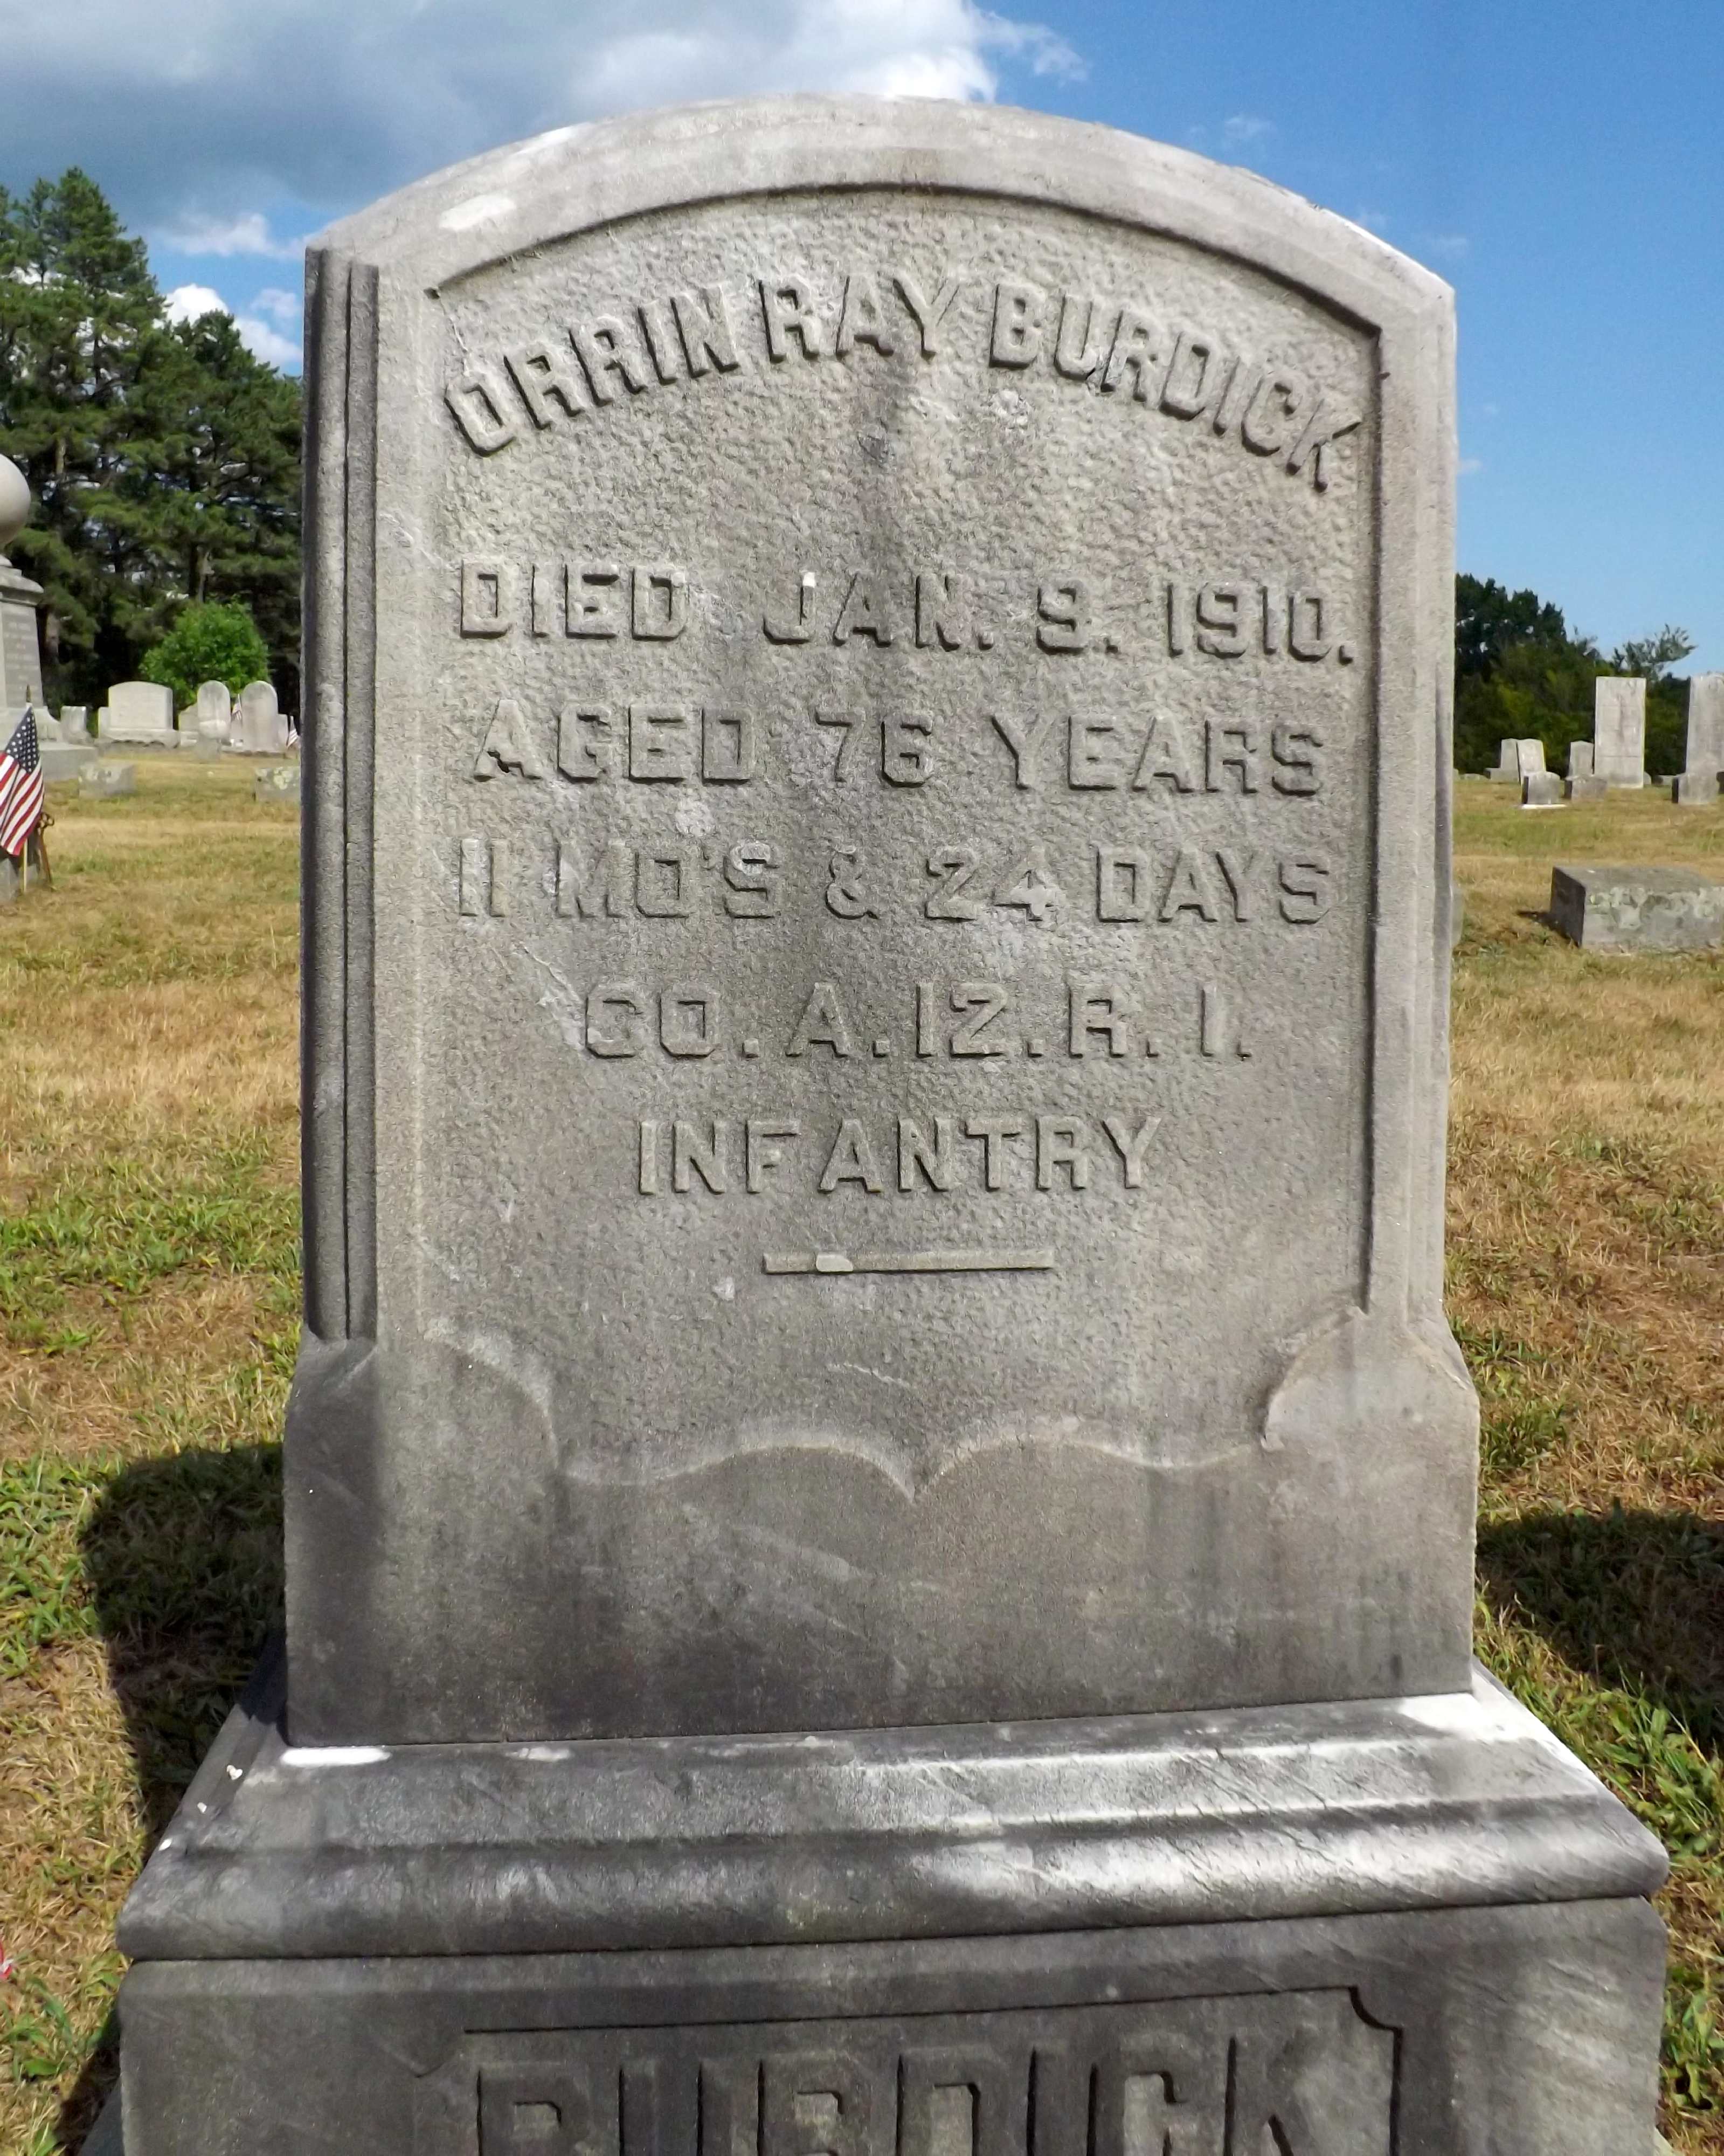 ORRIN RAY BURDICK
DIED JAN. 9. 1910.
AGED 76 YEARS
11 MO'S & 24 DAYS
CO. A. 12. R. I.
INFANTRY
BURDICK